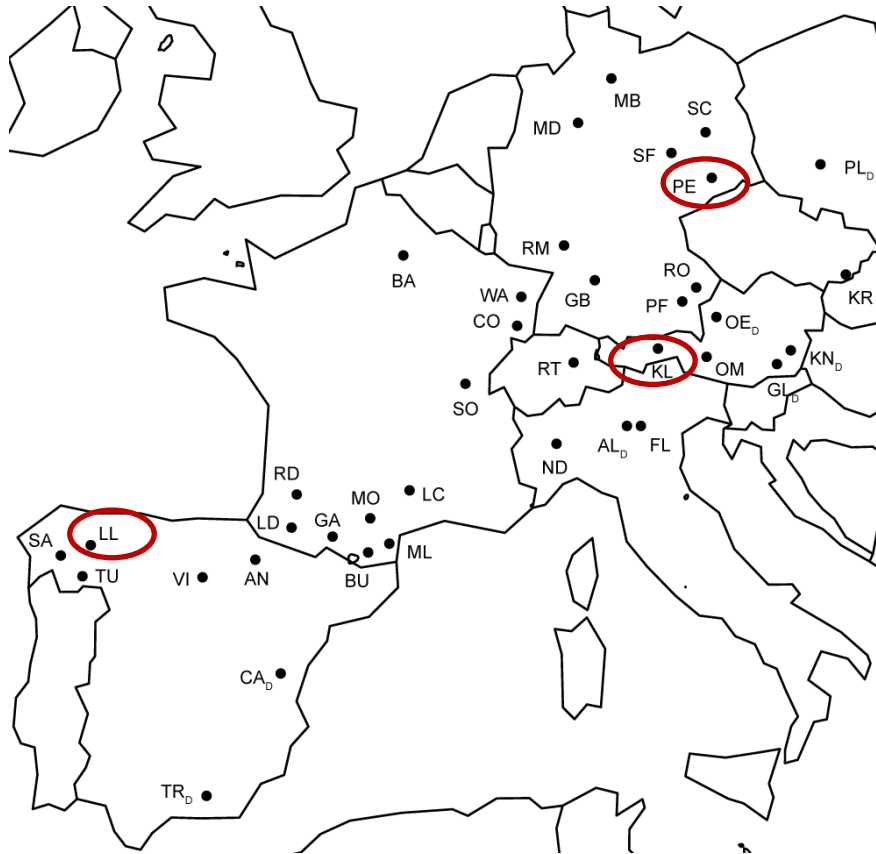 MB
SC
MD
SF
PL_D
PE
RM
BA
RO
KR
WA
GB
PF
CO
OE_D
RT
KL
OM
KN_D
GL_D
SO
ND
AL_D
FL
RD
MO
LC
LL
LD
GA
SA
ML
TU
VI
AN
BU
CA_D
TR_D